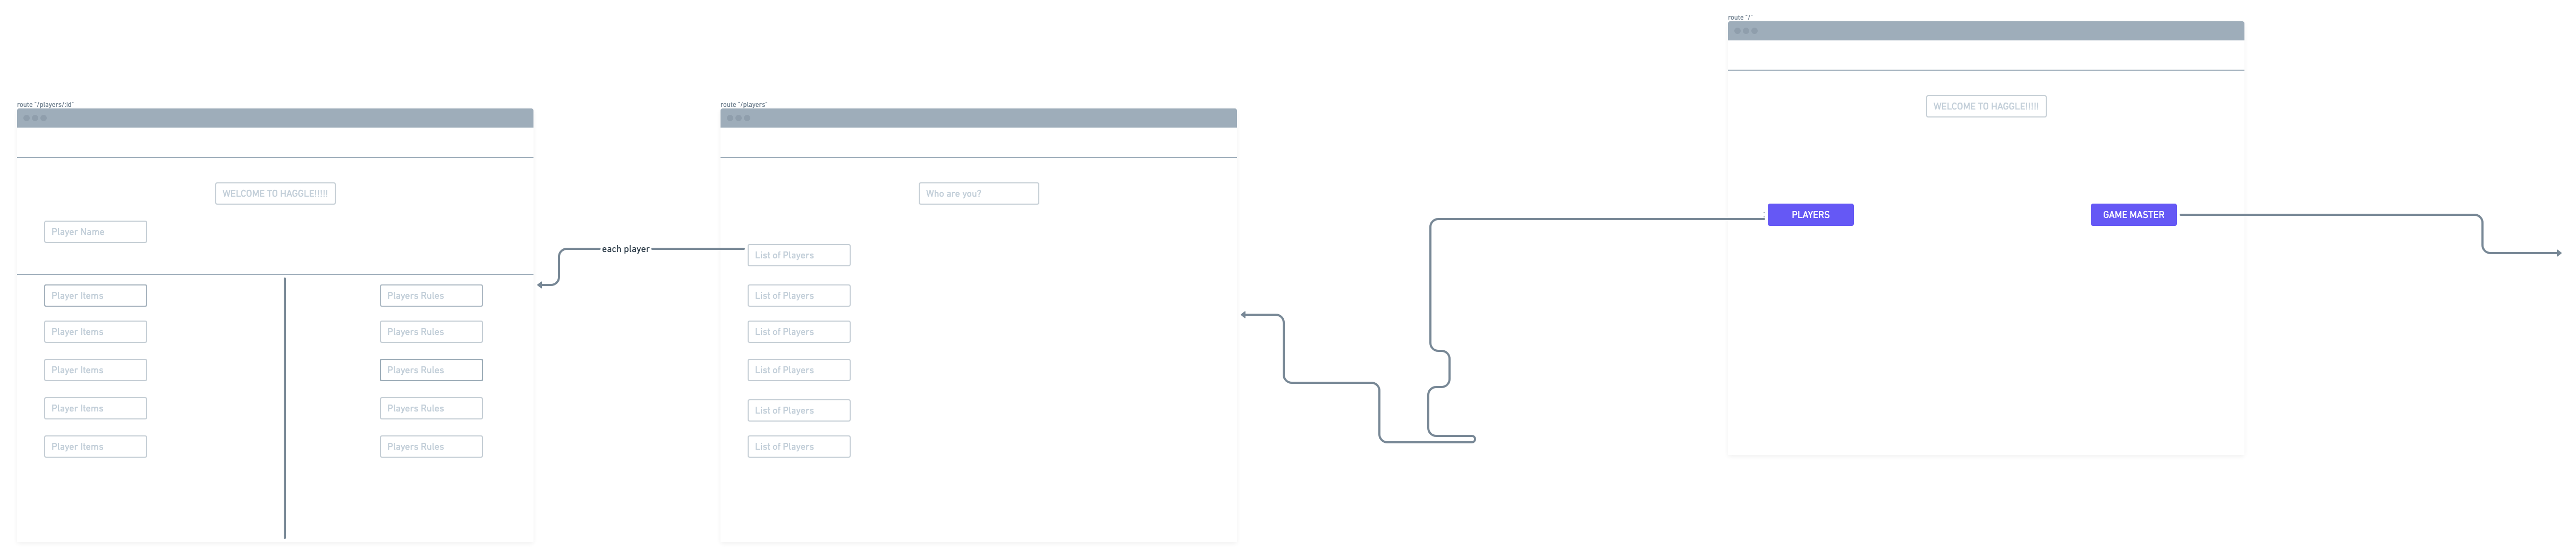 route "/players/:id"
WELCOME TO HAGGLE!!!!!
Player Name
Player Items
Player Items
Player Items
Player Items
Player Items
Players Rules
Players Rules
Players Rules
Players Rules
Players Rules
each player
route "/players"
Who are you?
List of Players
List of Players
List of Players
List of Players
List of Players
List of Players
route "/"
WELCOME TO HAGGLE!!!!!
PLAYERS
GAME MASTER